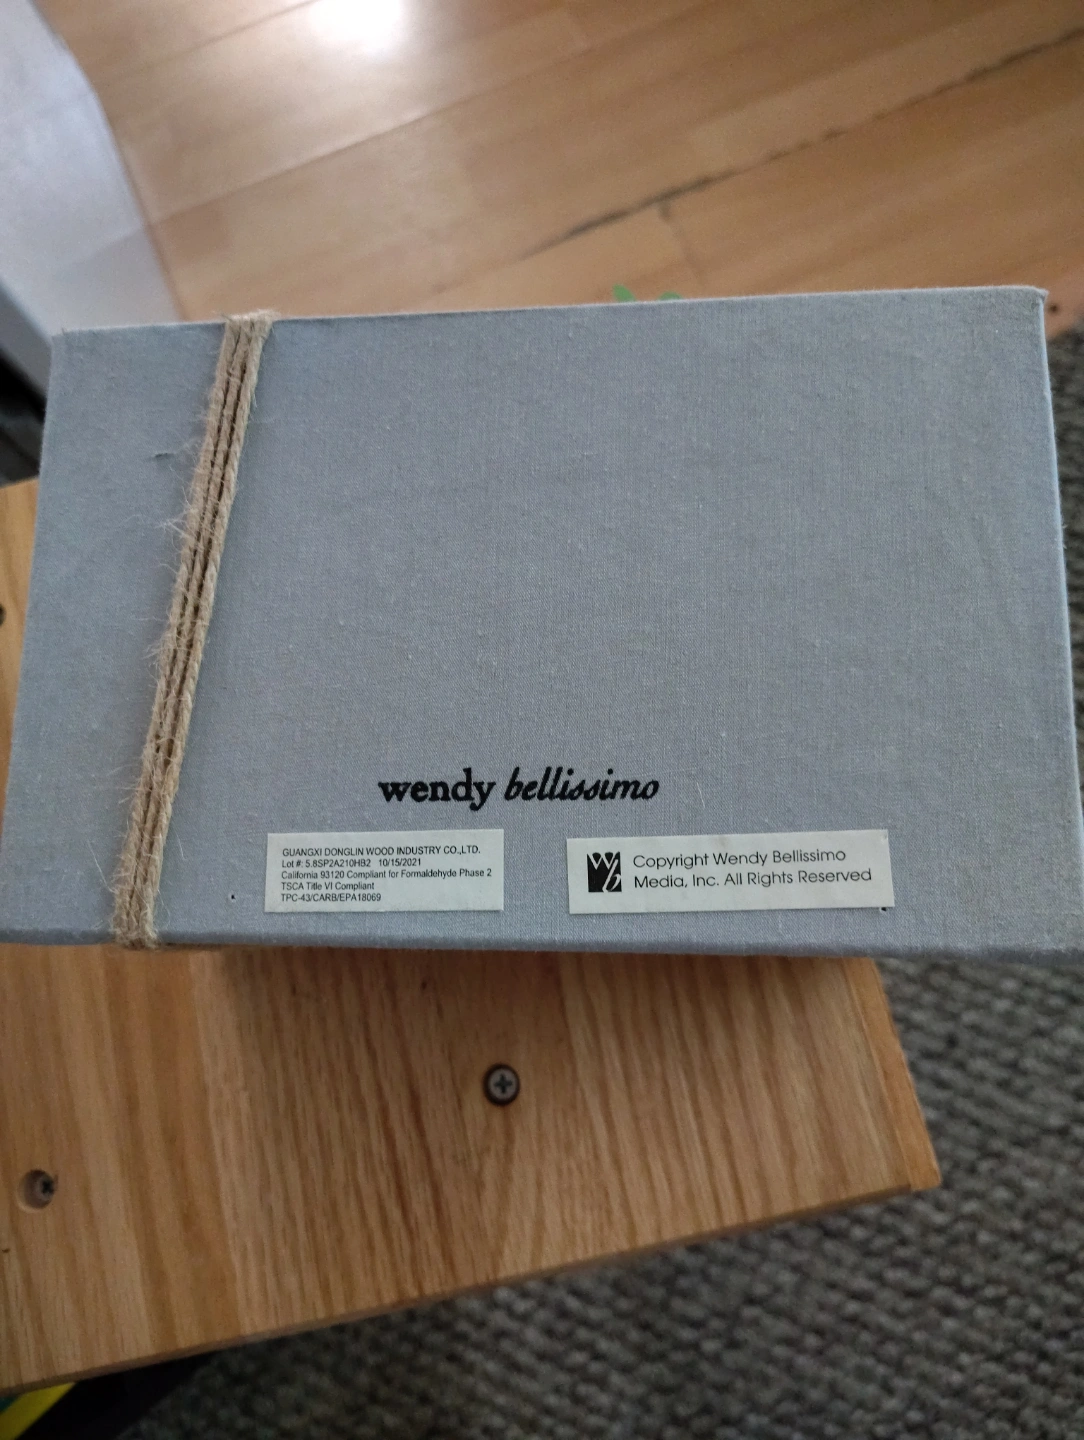 wendy bellissimo
GUANGXI DONGLIN WOOD INDUSTRY CO.,LTD.
Lot #: 5.8SP2A210HB2 10/15/2021
California 93120 Compliant for Formaldehyde Phase 2
TSCA Title VI Compliant
TPC-43/CARB/EPA18069
Wb
Copyright Wendy Bellissimo
Media, Inc. All Rights Reserved